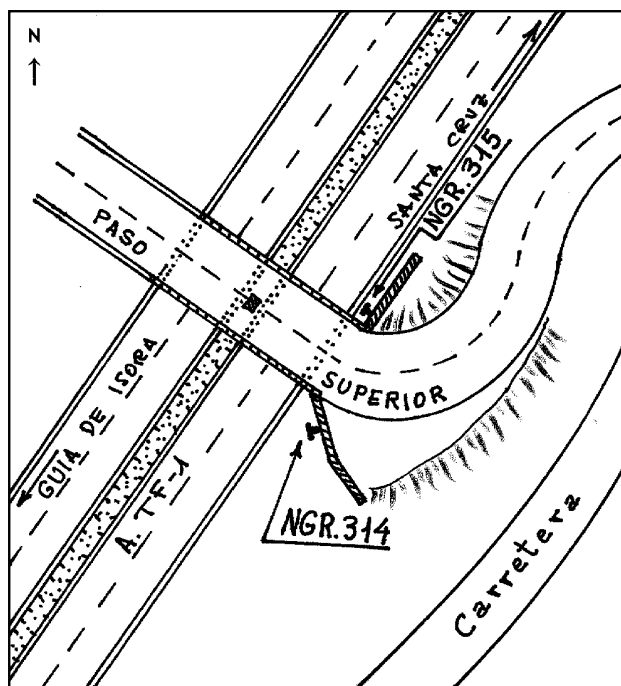 N
SANTA CRUZ
NGR.315
PASO
SUPERIOR
GUIA DE ISORA
A. TF-1
NGR.314
Carretera